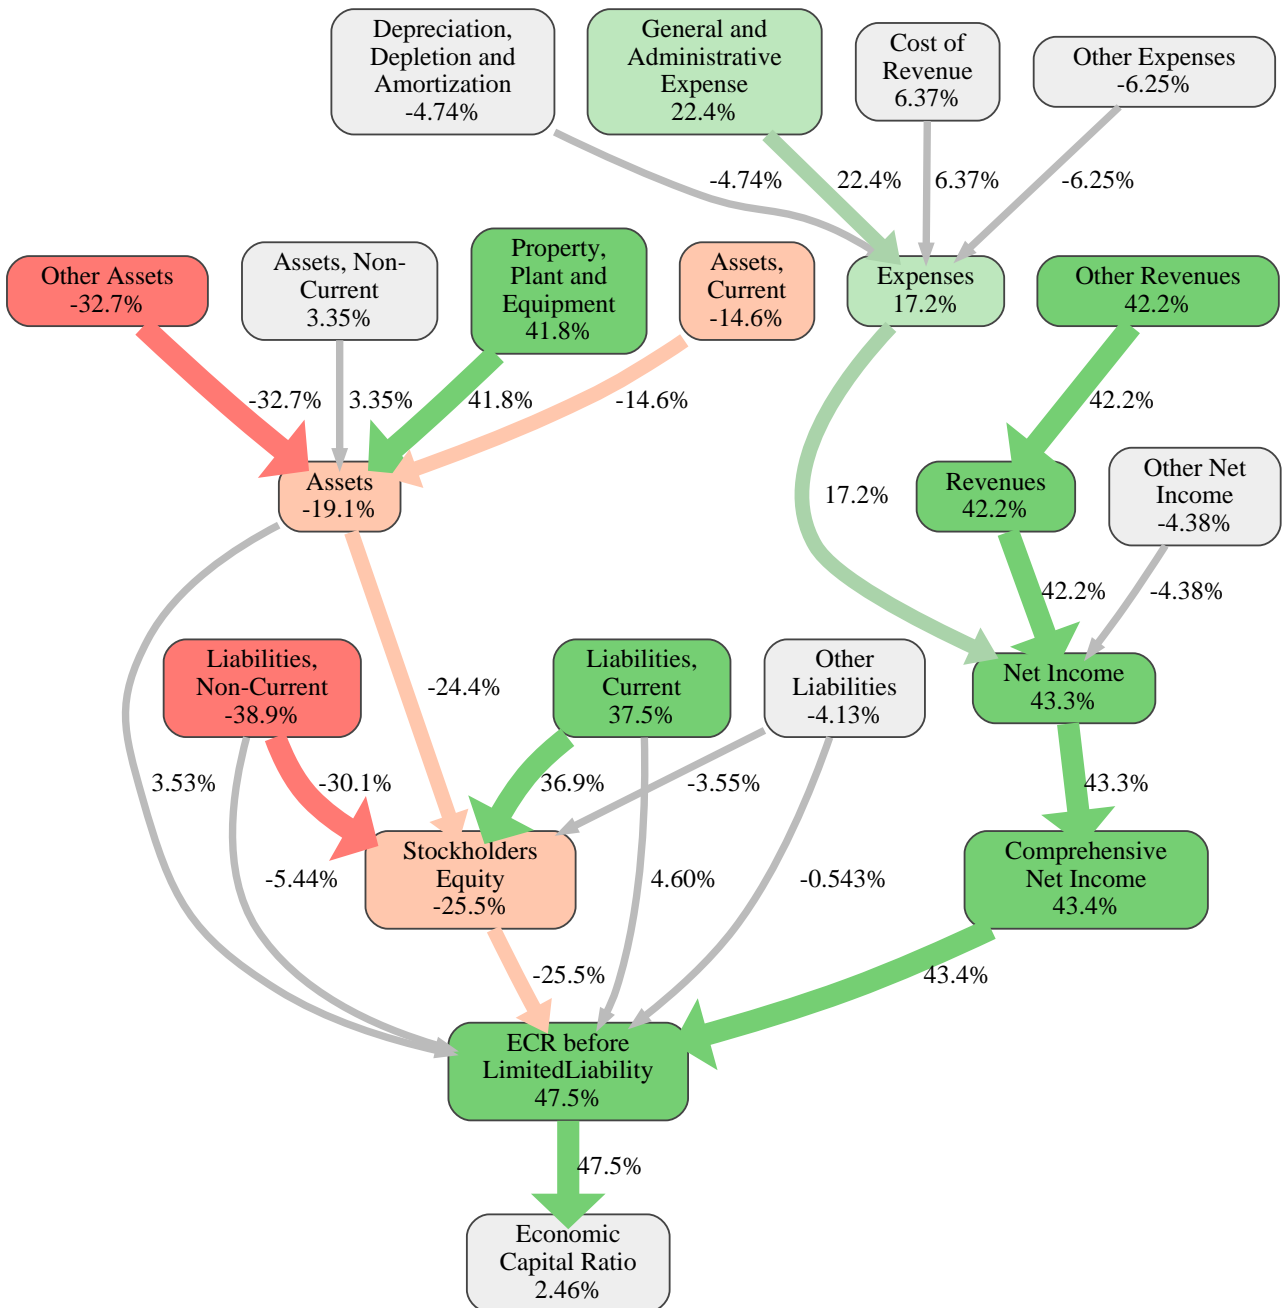 Depreciation,
Depletion and
Amortization
-4.74%
General and
Administrative
Expense
22.4%
Cost of
Revenue
6.37%
Other Expenses
-6.25%
-4.74%
22.4%
6.37%
-6.25%
Other Assets
-32.7%
Assets, Non-
Current
3.35%
Property,
Plant and
Equipment
41.8%
Assets,
Current
-14.6%
Expenses
17.2%
Other Revenues
42.2%
-32.7%
3.35%
41.8%
-14.6%
42.2%
Assets
-19.1%
17.2%
Revenues
42.2%
Other Net
Income
-4.38%
42.2%
-4.38%
Liabilities,
Non-Current
-38.9%
-24.4%
Liabilities,
Current
37.5%
Other
Liabilities
-4.13%
Net Income
43.3%
3.53%
-30.1%
36.9%
-3.55%
43.3%
-5.44%
Stockholders
Equity
-25.5%
4.60%
-0.543%
Comprehensive
Net Income
43.4%
-25.5%
43.4%
ECR before
LimitedLiability
47.5%
47.5%
Economic
Capital Ratio
2.46%